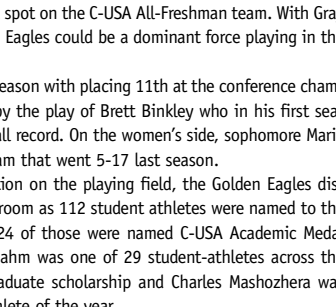 spot on the C-USA All-Freshman team. With Gra
Eagles could be a dominant force playing in th
eason with placing 11th at the conference cham
by the play of Brett Binkley who in his first sea
all record. On the women's side, sophomore Mari
am that went 5-17 last season.
tion on the playing field, the Golden Eagles dis
room as 112 student athletes were named to th
24 of those were named C-USA Academic Meda
ahm was one of 29 student-athletes across th
aduate scholarship and Charles Mashozhera wa
hlete of the year.